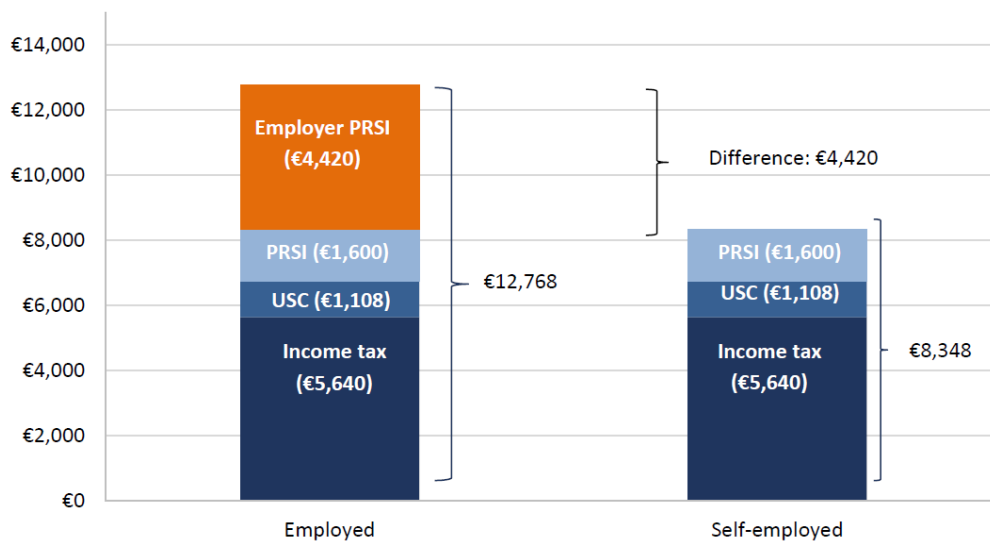 €14,000
€12,000
€10,000
€8,000
€6,000
€4,000
€2,000
€0
Employer PRSI
(€4,420)
PRSI (€1,600)
USC (€1,108)
Income tax
(€5,640)
€12,768
Difference: €4,420
PRSI (€1,600)
USC (€1,108)
Income tax
(€5,640)
€8,348
Employed
Self-employed